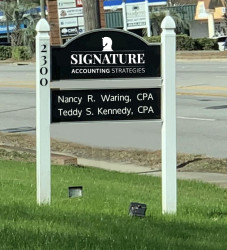 2300
SIGNATURE
ACCOUNTING STRATEGIES
Nancy R. Waring, CPA
Teddy S. Kennedy, CPA